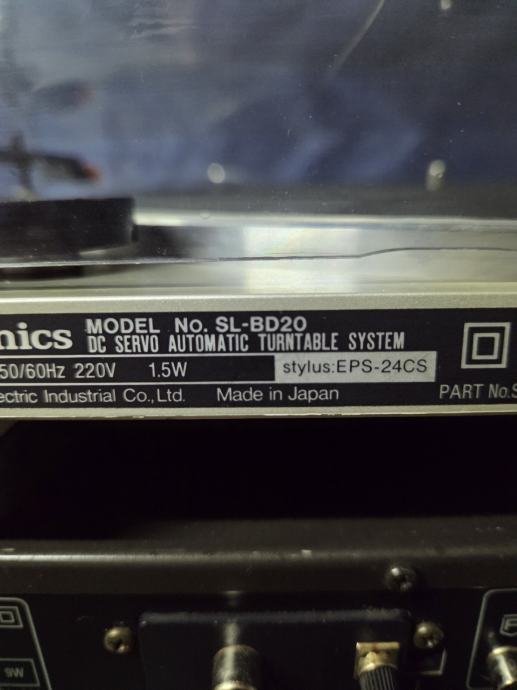 nics MODEL No. SL-BD20
DC SERVO AUTOMATIC TURNTABLE SYSTEM
50/60Hz 220V 1.5W stylus:EPS-24CS
ectric Industrial Co.,Ltd. Made in Japan PART No.S
9W